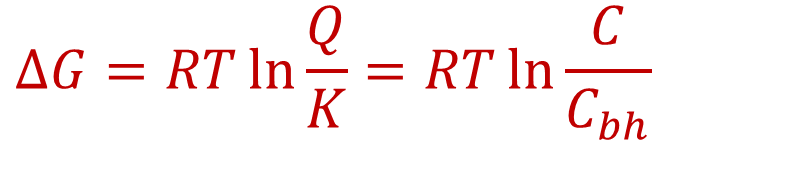 ΔG = RT ln Q/K = RT ln C/C_bh